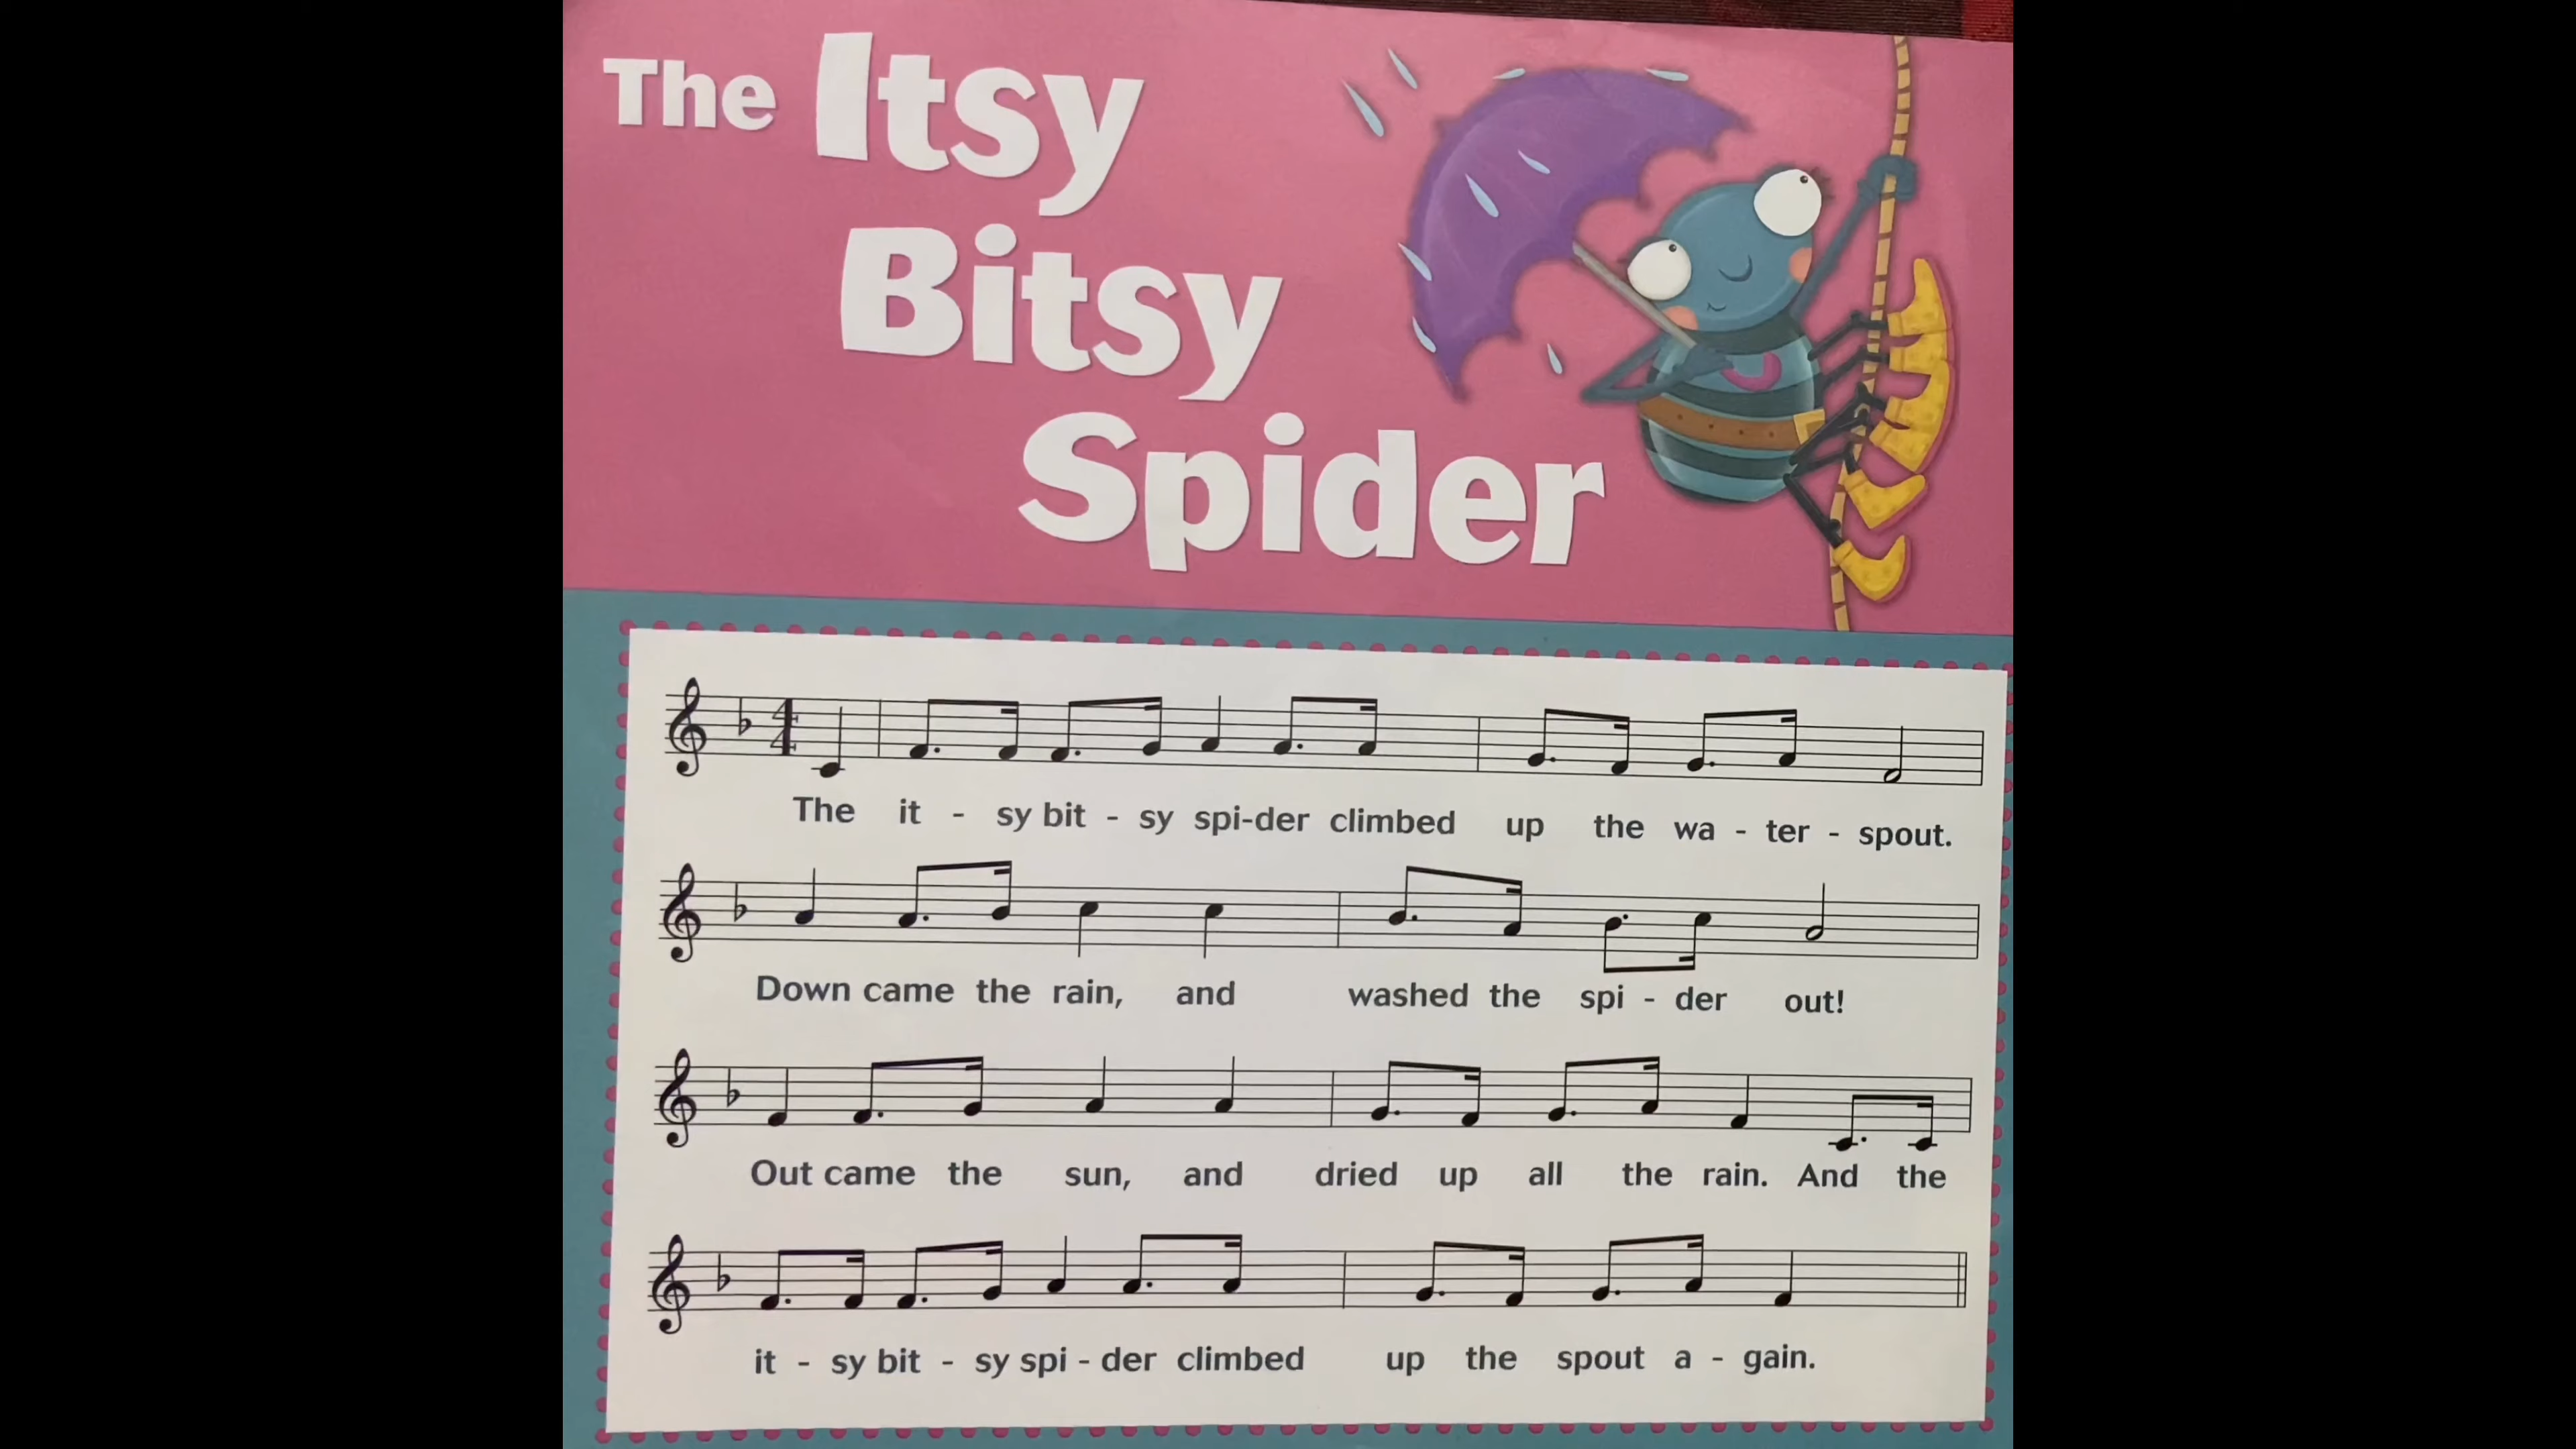 The Itsy
Bitsy
Spider
4
4
The it - sy bit - sy spi-der climbed up the wa - ter - spout.
Down came the rain, and washed the spi - der out!
Out came the sun, and dried up all the rain. And the
it - sy bit - sy spi - der climbed up the spout a - gain.